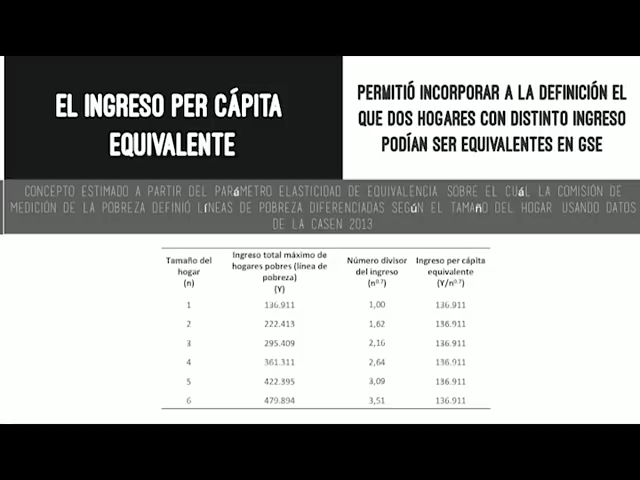 EL INGRESO PER CÁPITA
EQUIVALENTE
PERMITIÓ INCORPORAR A LA DEFINICIÓN EL
QUE DOS HOGARES CON DISTINTO INGRESO
PODÍAN SER EQUIVALENTES EN GSE
CONCEPTO ESTIMADO A PARTIR DEL PARáMETRO ELASTICIDAD DE EQUIVALENCIA SOBRE EL CUáL LA COMISIÓN DE
MEDICIÓN DE LA POBREZA DEFINIÓ LíNEAS DE POBREZA DIFERENCIADAS SEGúN EL TAMAñO DEL HOGAR USANDO DATOS
DE LA CASEN 2013
Tamaño del hogar (n)
Ingreso total máximo de hogares pobres (línea de pobreza) (Y)
Número divisor del ingreso (n⁰·⁷)
Ingreso per cápita equivalente (Y/n⁰·⁷)
1 136.911 1,00 136.911
2 222.413 1,62 136.911
3 295.409 2,16 136.911
4 361.311 2,64 136.911
5 422.395 3,09 136.911
6 479.894 3,51 136.911